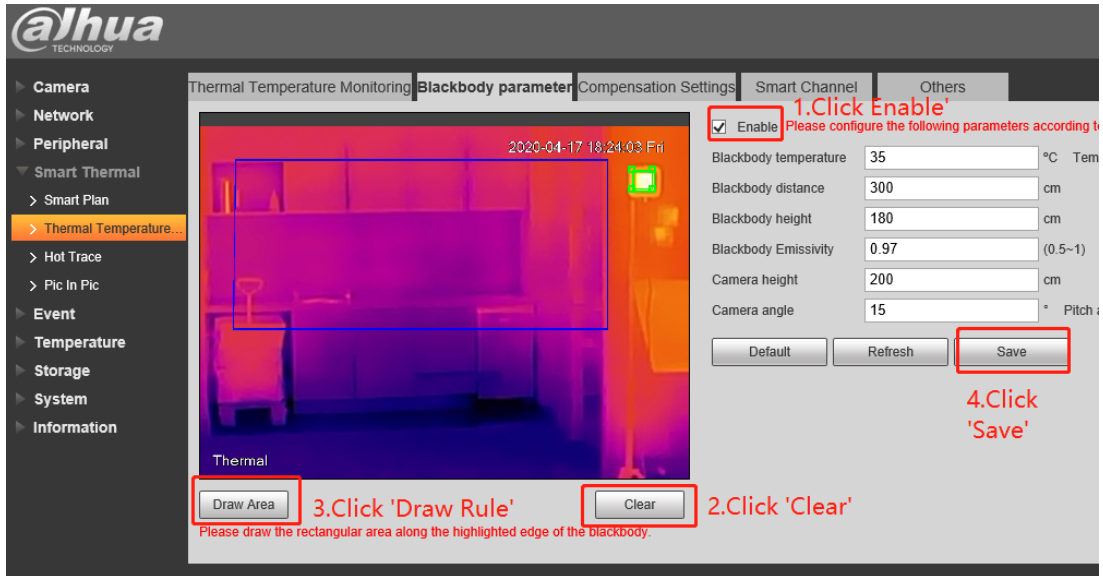 alhua
TECHNOLOGY
Camera
Network
Peripheral
Smart Thermal
Smart Plan
Thermal Temperature...
Hot Trace
Pic In Pic
Event
Temperature
Storage
System
Information
Thermal Temperature Monitoring Blackbody parameter Compensation Settings Smart Channel Others
1.Click Enable'
Enable Please configure the following parameters according to
2020-04-17 18:24:03 Fri
Blackbody temperature 35 °C Tem
Blackbody distance 300 cm
Blackbody height 180 cm
Blackbody Emissivity 0.97 (0.5~1)
Camera height 200 cm
Camera angle 15 ° Pitch a
Default Refresh Save
4.Click
'Save'
Thermal
Draw Area 3.Click 'Draw Rule' Clear 2.Click 'Clear'
Please draw the rectangular area along the highlighted edge of the blackbody.